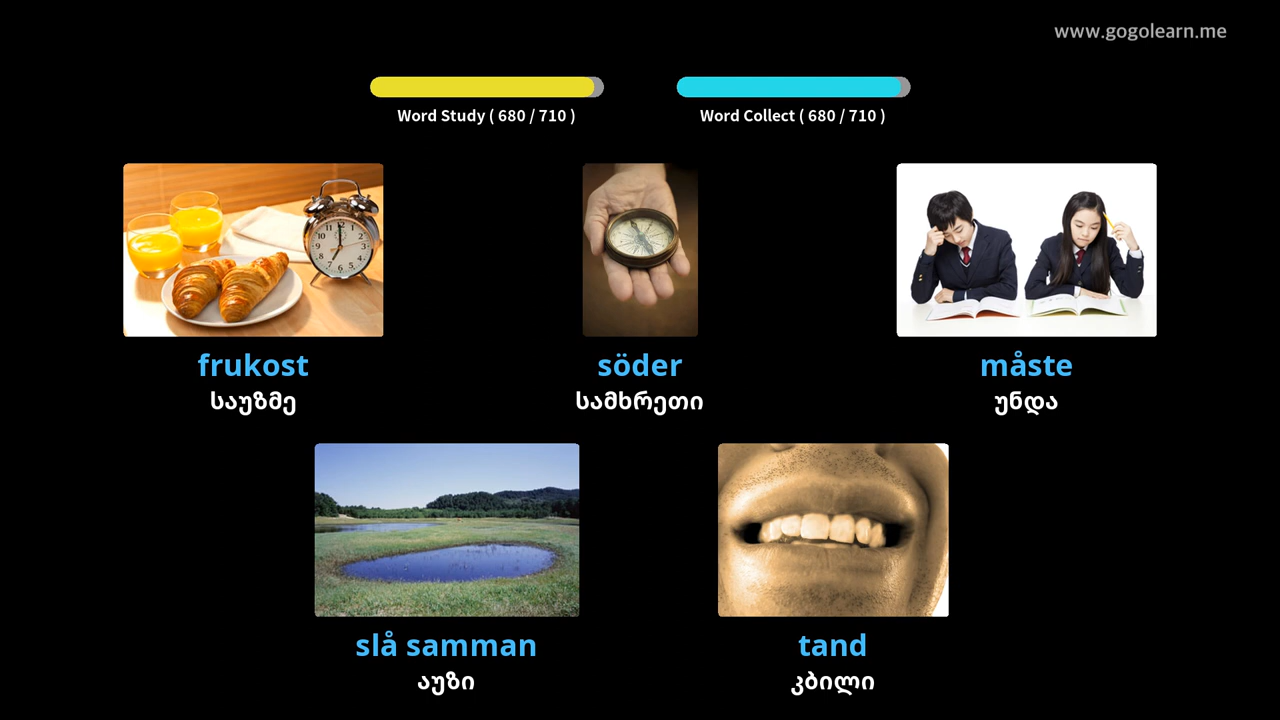 www.gogolearn.me
Word Study ( 680 / 710 )
Word Collect ( 680 / 710 )
frukost
söder
måste
საუზმე
სამხრეთი
უნდა
slå samman
tand
აუზი
კბილი